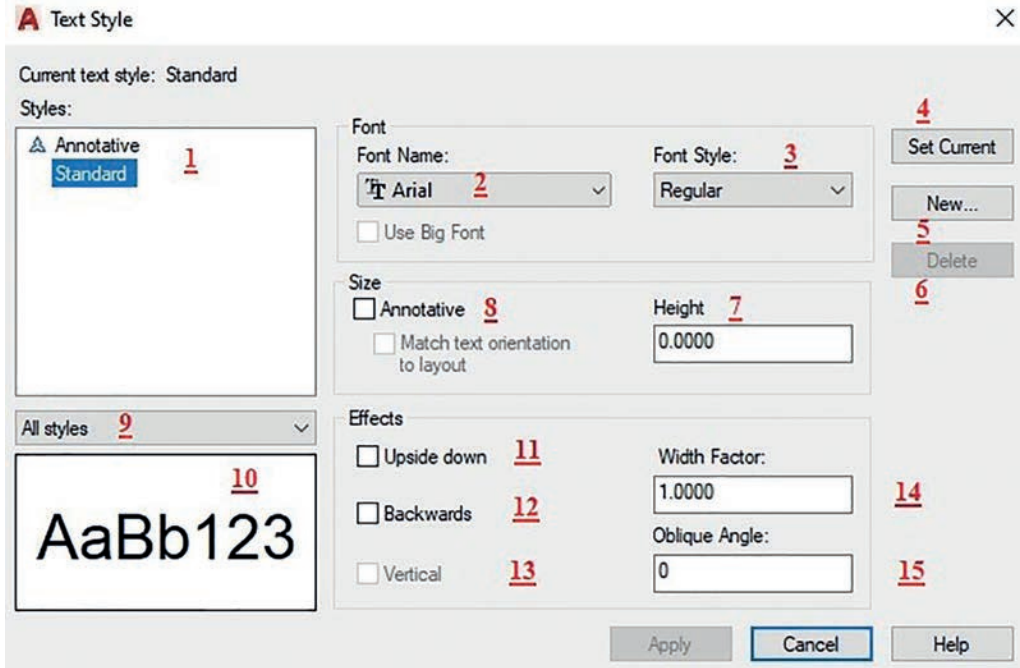 Text Style
Current text style: Standard
Styles:
Annotative
1
Standard
Font
Font Name:
2
Arial
Use Big Font
Font Style:
3
Regular
4
Set Current
New...
5
Delete
6
Size
Annotative 8
Match text orientation
to layout
Height 7
0.0000
All styles 9
10
AaBb123
Effects
Upside down 11
Backwards 12
Vertical 13
Width Factor:
1.0000
14
Oblique Angle:
0
15
Apply
Cancel
Help